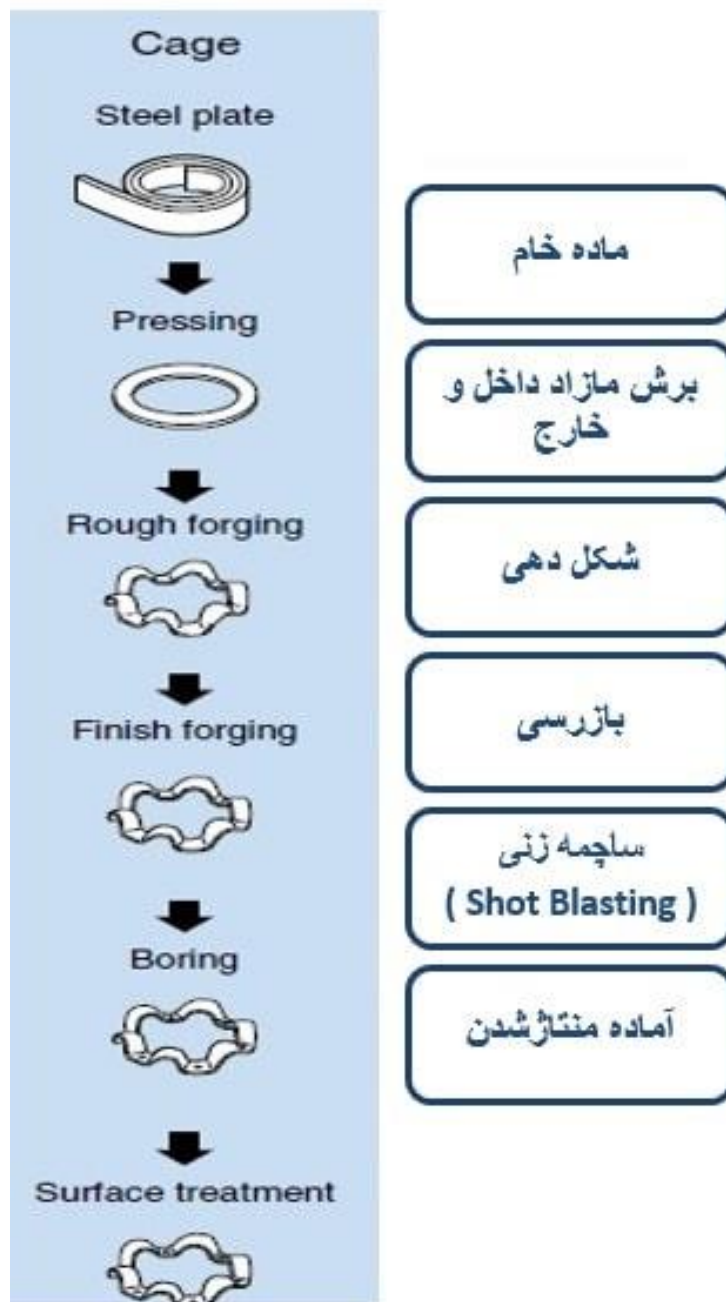 Cage
Steel plate
Pressing
Rough forging
Finish forging
Boring
Surface treatment
ماده خام
برش مازاد داخل و
خارج
شکل دهی
بازرسی
ساچمه زنی
( Shot Blasting )
آماده منتاژشدن